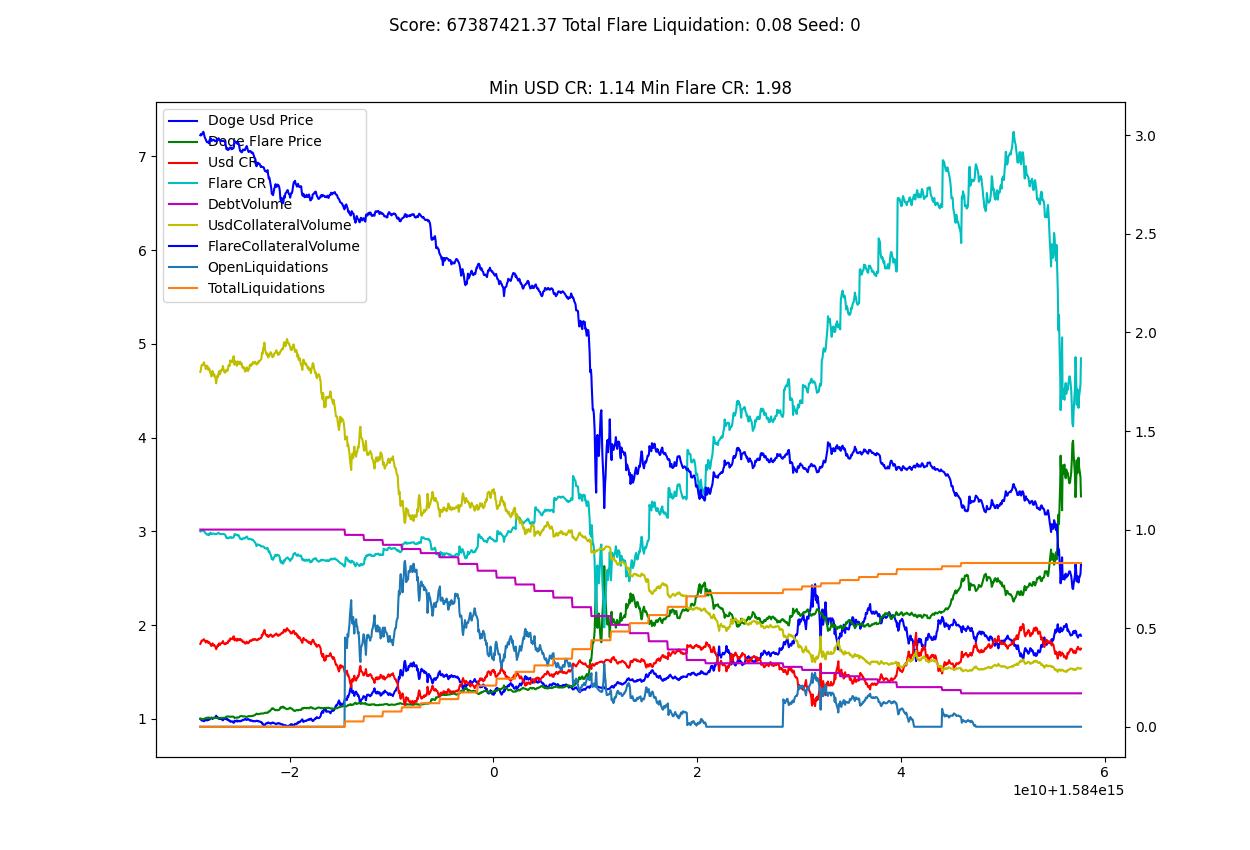 Score: 67387421.37 Total Flare Liquidation: 0.08 Seed: 0
Min USD CR: 1.14 Min Flare CR: 1.98
Doge Usd Price
Doge Flare Price
Usd CR
Flare CR
DebtVolume
UsdCollateralVolume
FlareCollateralVolume
OpenLiquidations
TotalLiquidations
7
6
5
4
3
2
1
3.0
2.5
2.0
1.5
1.0
0.5
0.0
−2
0
2
4
6
1e10+1.584e15